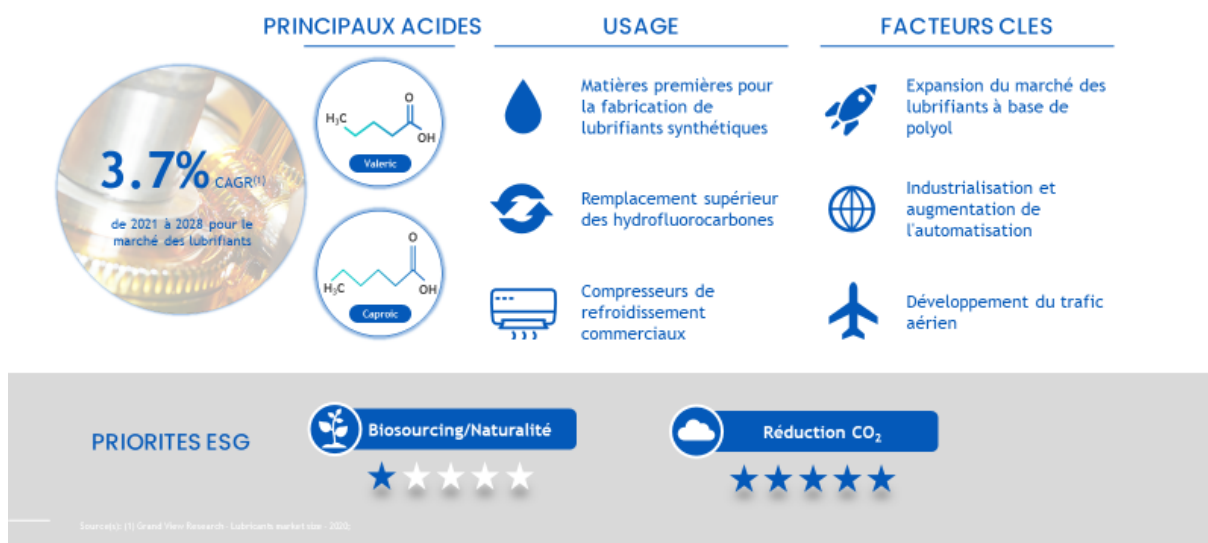 PRINCIPAUX ACIDES
USAGE
FACTEURS CLES
3.7% CAGR(1)
de 2021 à 2028 pour le
marché des lubrifiants
H₃C
O
OH
Valeric
H₃C
O
OH
Caproic
Matières premières pour
la fabrication de
lubrifiants synthétiques
Remplacement supérieur
des hydrofluorocarbones
Compresseurs de
refroidissement
commerciaux
Expansion du marché des
lubrifiants à base de
polyol
Industrialisation et
augmentation de
l'automatisation
Développement du trafic
aérien
PRIORITES ESG
Biosourcing/Naturalité
Réduction CO₂
Source(s): (1) Grand View Research - Lubricants market size - 2020;